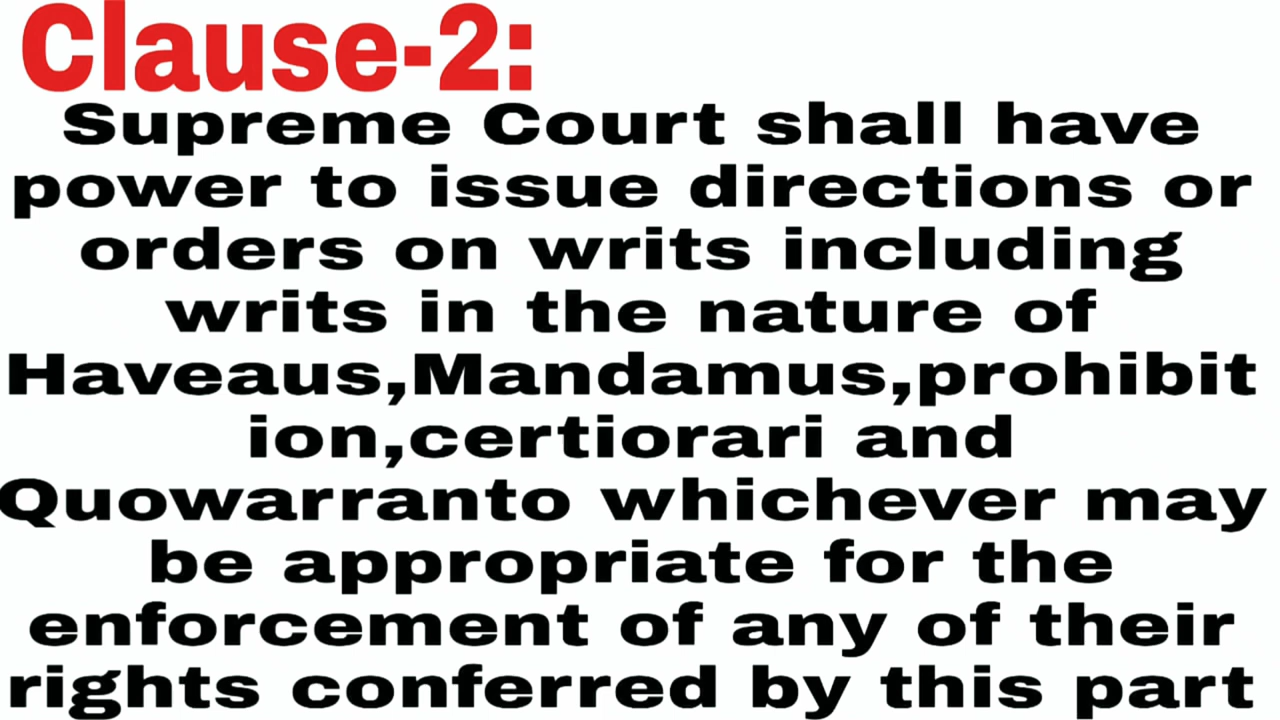 Clause-2:
Supreme Court shall have
power to issue directions or
orders on writs including
writs in the nature of
Haveaus,Mandamus,prohibit
ion,certiorari and
Quowarranto whichever may
be appropriate for the
enforcement of any of their
rights conferred by this part